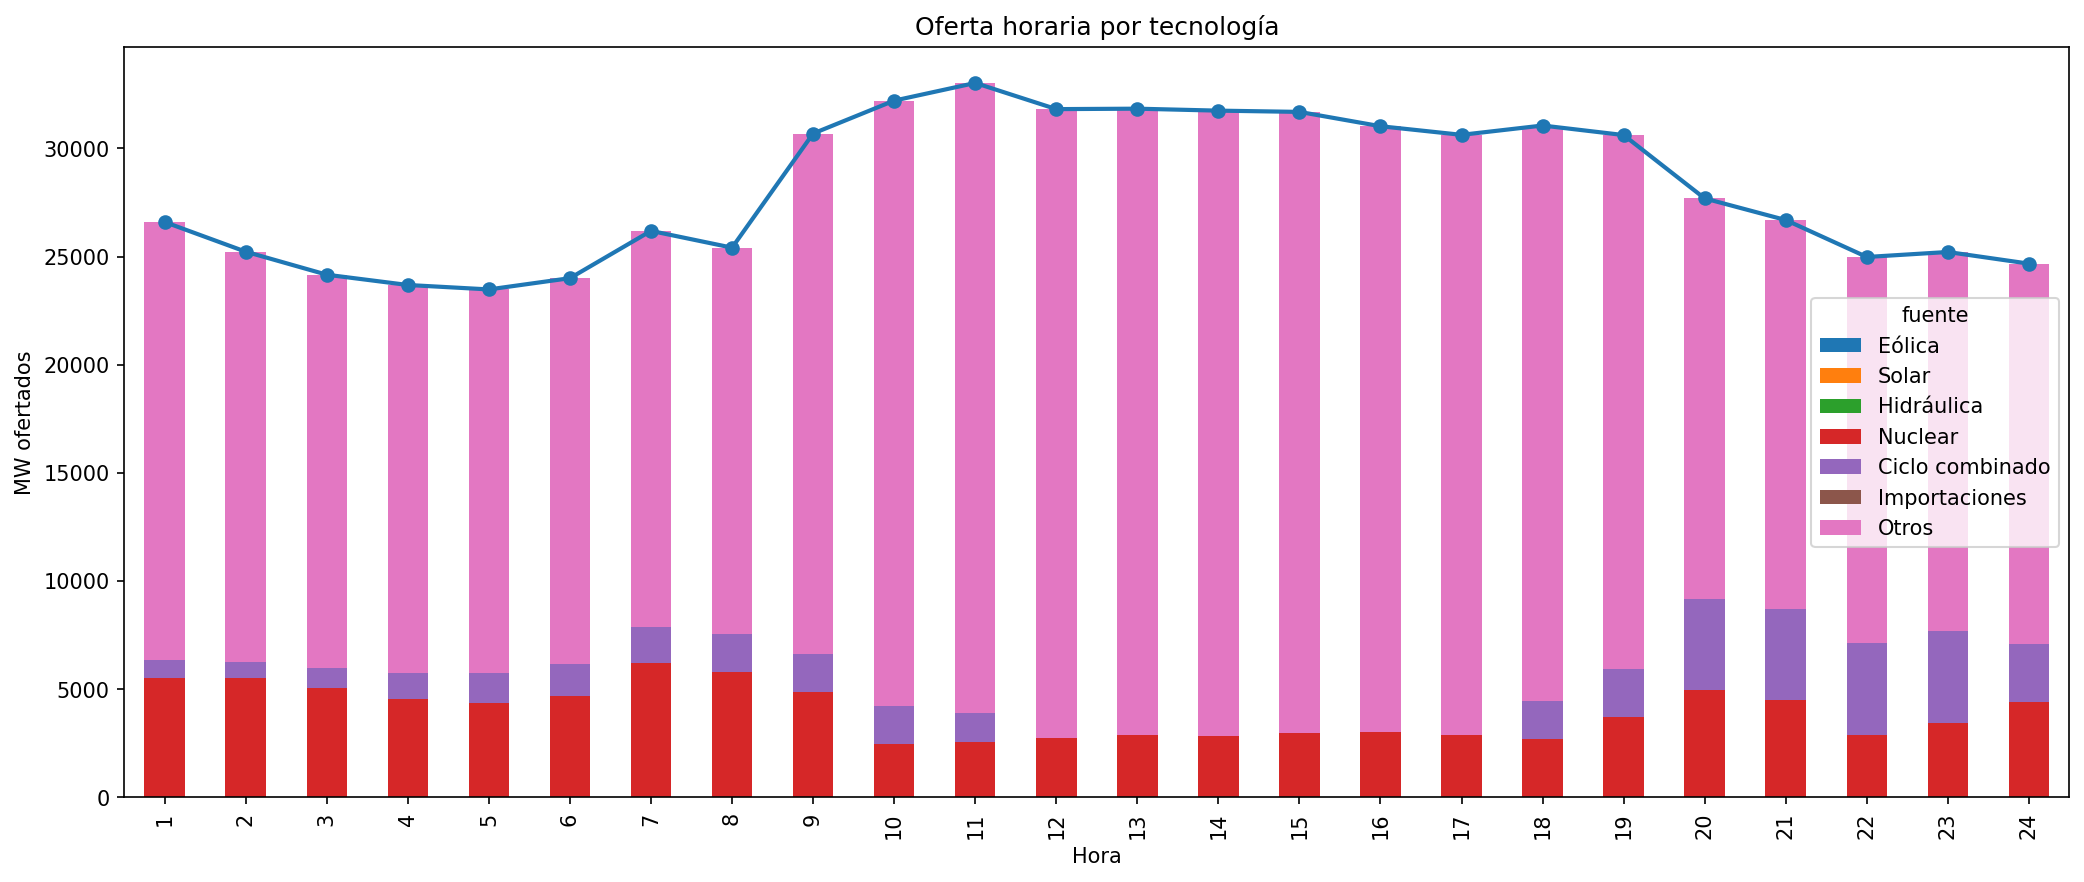 Oferta horaria por tecnología
MW ofertados
30000
25000
20000
15000
10000
5000
0
fuente
Eólica
Solar
Hidráulica
Nuclear
Ciclo combinado
Importaciones
Otros
1 2 3 4 5 6 7 8 9 10 11 12 13 14 15 16 17 18 19 20 21 22 23 24
Hora